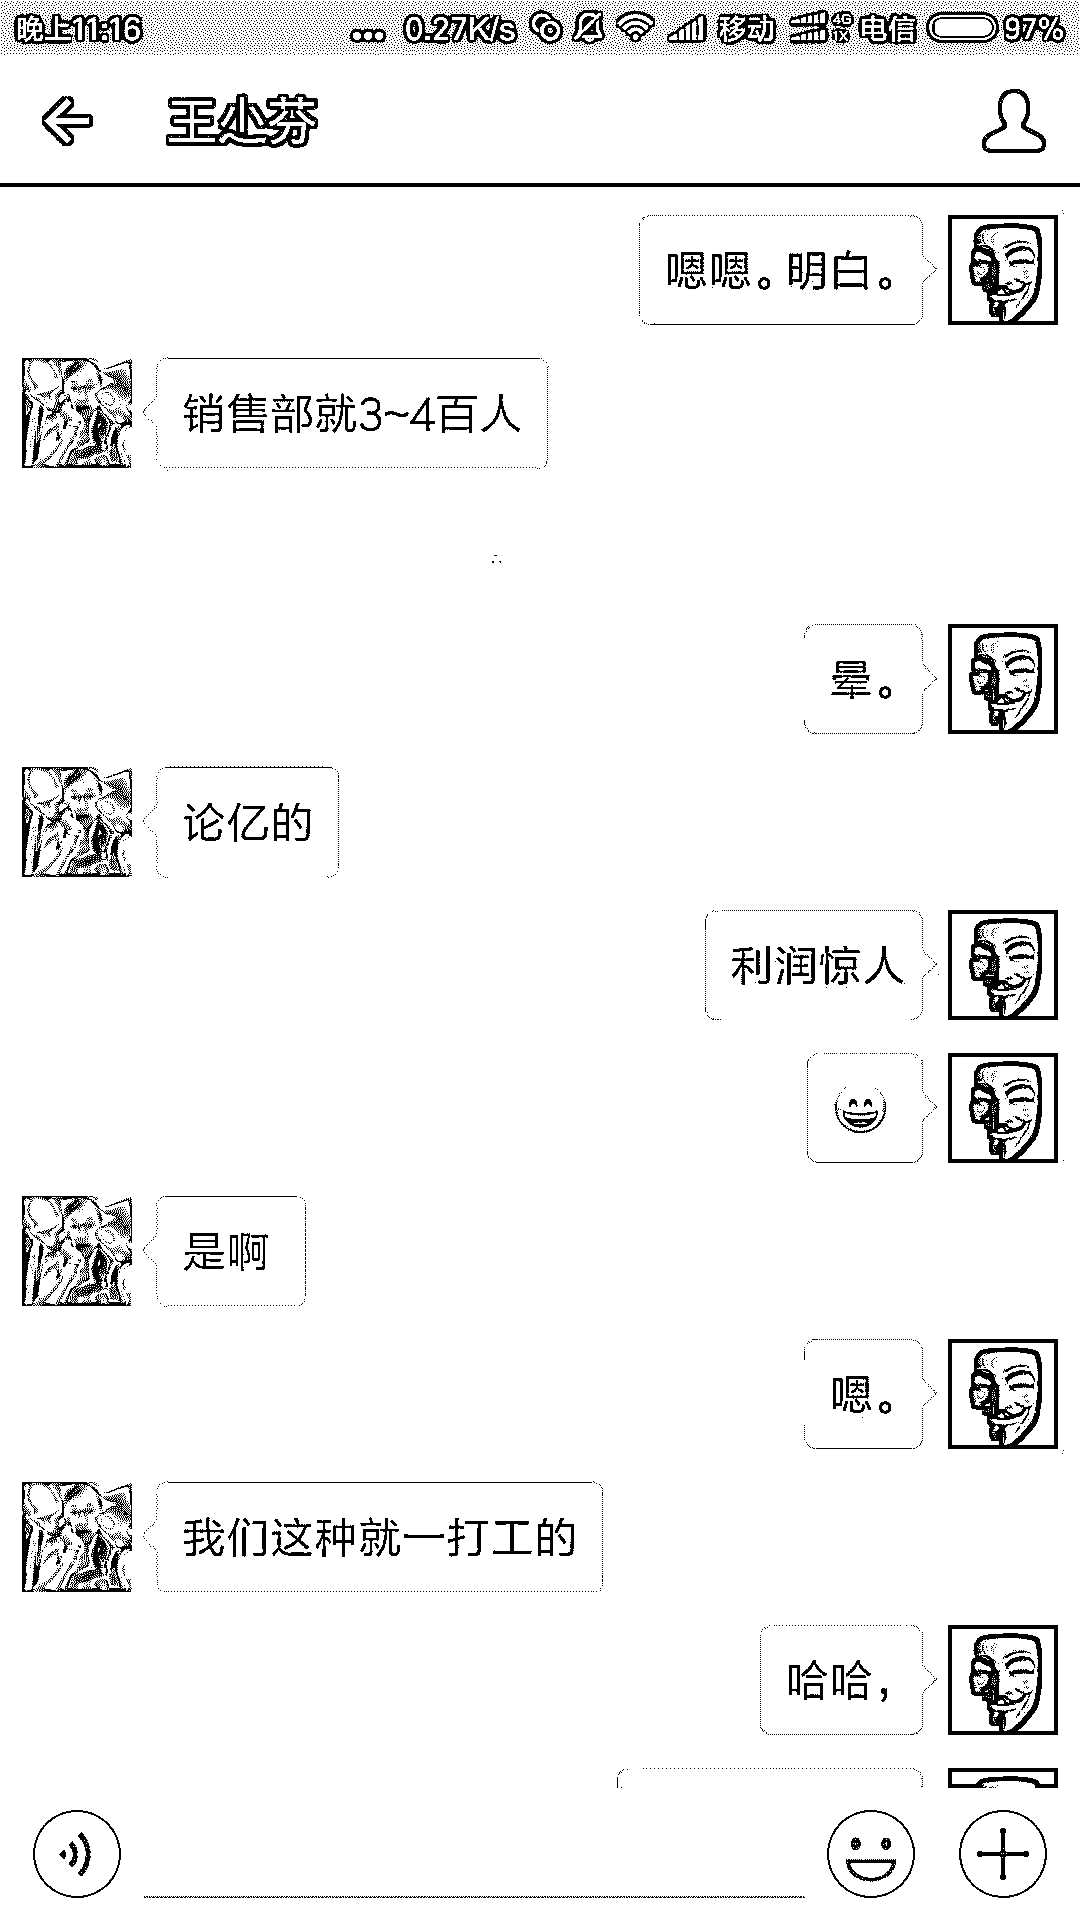 晚上11:16 ... 0.27K/s 移动 4G 1X 电信 97%
王小芬
嗯嗯。明白。
销售部就3~4百人
晕。
论亿的
利润惊人
😄
是啊
嗯。
我们这种就一打工的
哈哈，